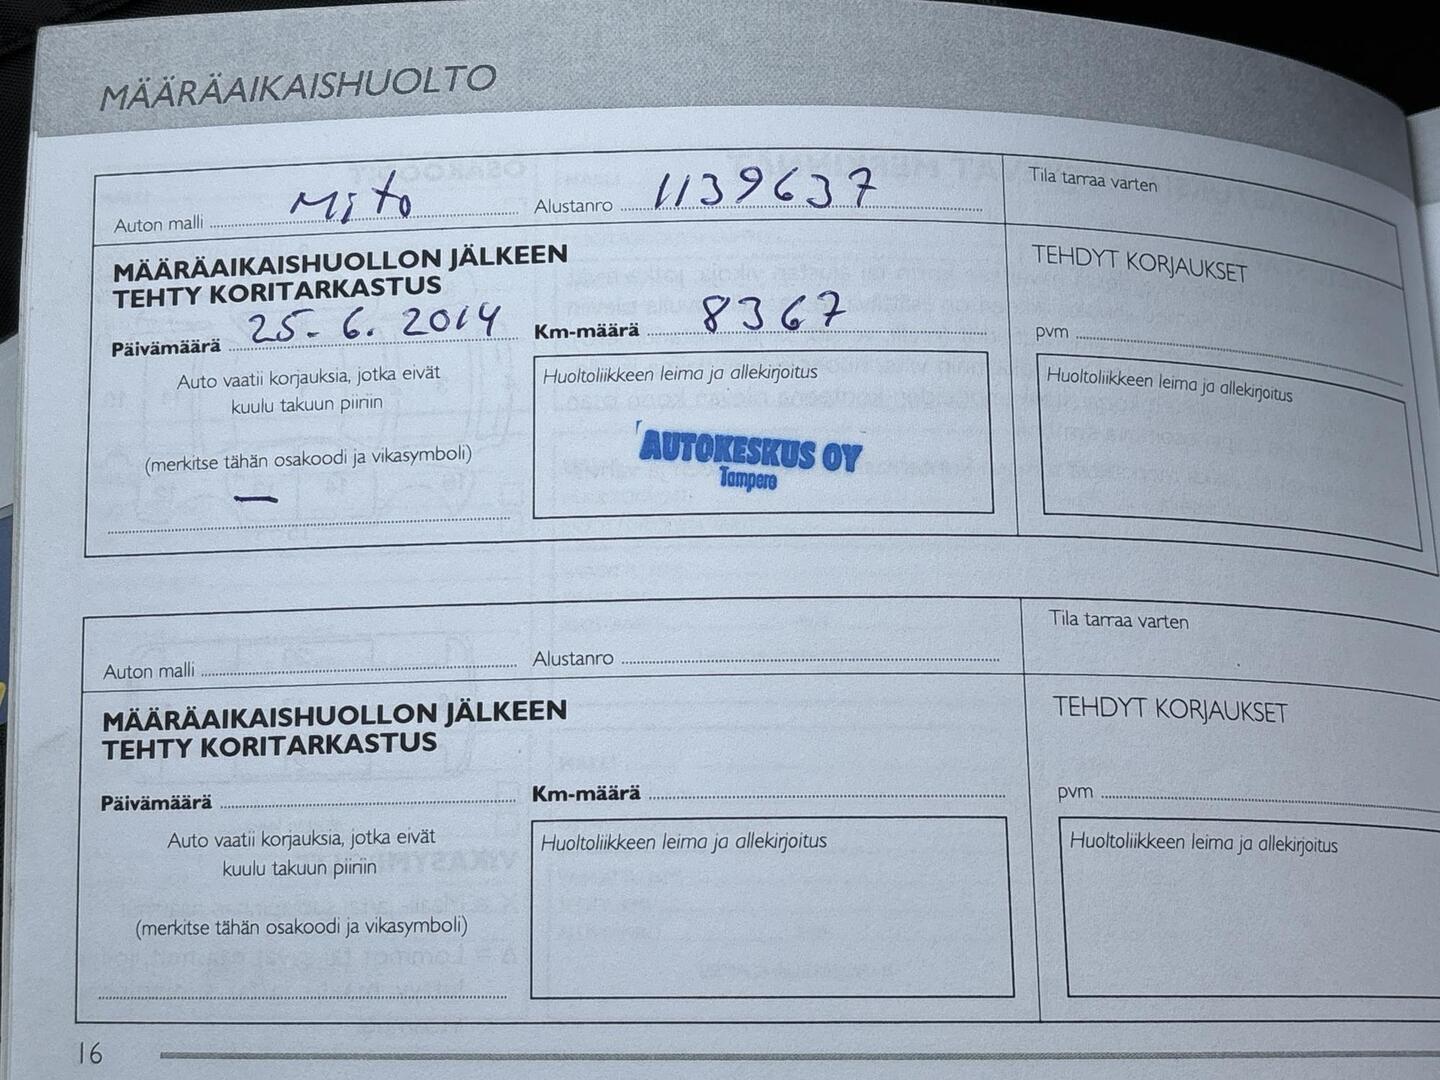 MÄÄRÄAIKAISHUOLTO
Auton malli Mito Alustanro 1139637
Tila tarraa varten
MÄÄRÄAIKAISHUOLLON JÄLKEEN
TEHTY KORITARKASTUS
Päivämäärä 25.6.2014 Km-määrä 8367
Auto vaatii korjauksia, jotka eivät
kuulu takuun piiriin
(merkitse tähän osakoodi ja vikasymboli)
—
Huoltoliikkeen leima ja allekirjoitus
AUTOKESKUS OY
Tampere
TEHDYT KORJAUKSET
pvm
Huoltoliikkeen leima ja allekirjoitus
Auton malli Alustanro
Tila tarraa varten
MÄÄRÄAIKAISHUOLLON JÄLKEEN
TEHTY KORITARKASTUS
Päivämäärä Km-määrä
Auto vaatii korjauksia, jotka eivät
kuulu takuun piiriin
(merkitse tähän osakoodi ja vikasymboli)
Huoltoliikkeen leima ja allekirjoitus
TEHDYT KORJAUKSET
pvm
Huoltoliikkeen leima ja allekirjoitus
16